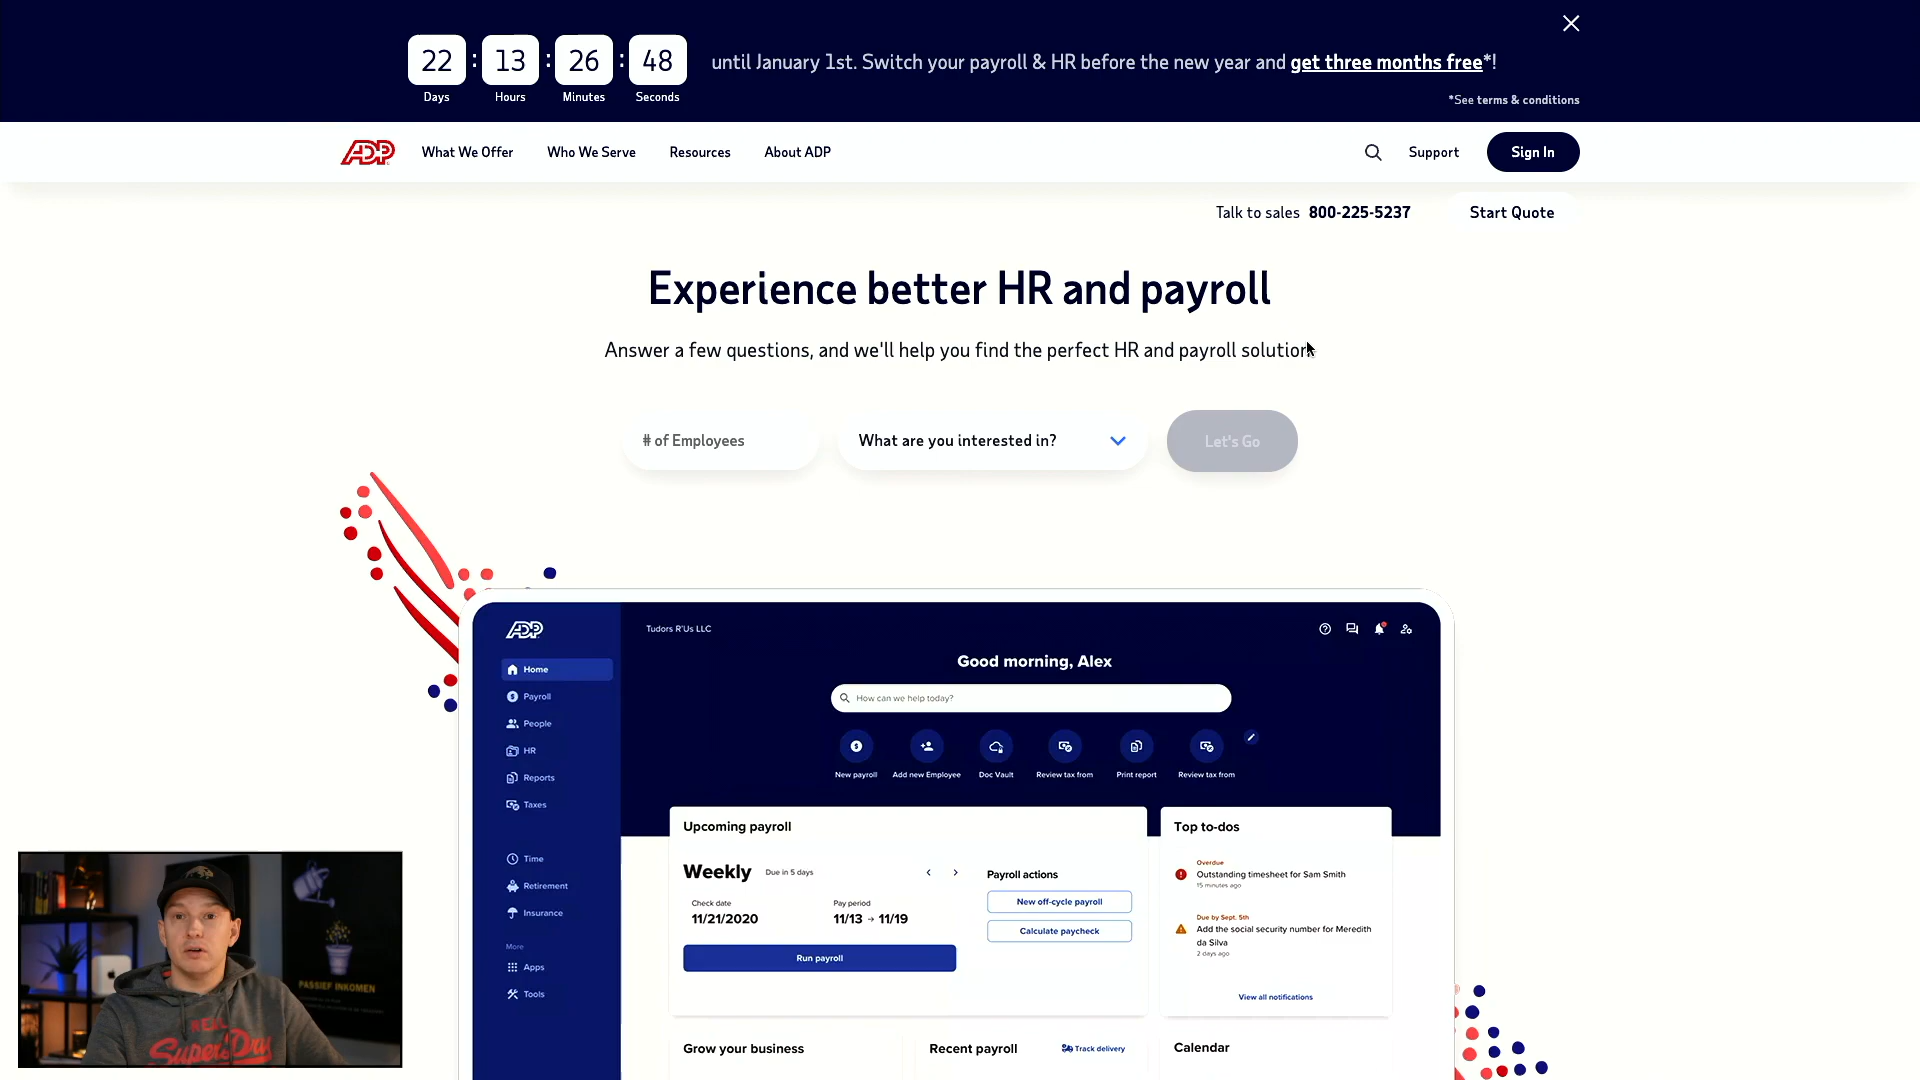 22 : 13 : 26 : 48
Days Hours Minutes Seconds
until January 1st. Switch your payroll & HR before the new year and get three months free*!
*See terms & conditions
ADP
What We Offer
Who We Serve
Resources
About ADP
Support
Sign In
Talk to sales 800-225-5237
Start Quote
Experience better HR and payroll
Answer a few questions, and we'll help you find the perfect HR and payroll solution
# of Employees
What are you interested in?
Let's Go
ADP
Tudors R'Us LLC
Good morning, Alex
How can we help today?
Home
Payroll
People
HR
Reports
Taxes
Time
Retirement
Insurance
More
Apps
Tools
New payroll
Add new Employee
Doc Vault
Review tax from
Print report
Review tax from
Upcoming payroll
Weekly
Due in 5 days
Check date
11/21/2020
Pay period
11/13 → 11/19
Run payroll
Payroll actions
New off-cycle payroll
Calculate paycheck
Top to-dos
Overdue
Outstanding timesheet for Sam Smith
15 minutes ago
Due by Sept. 5th
Add the social security number for Meredith
da Silva
2 days ago
View all notifications
Grow your business
Recent payroll
Track delivery
Calendar
PASSIEF INKOMEN
SuperDry